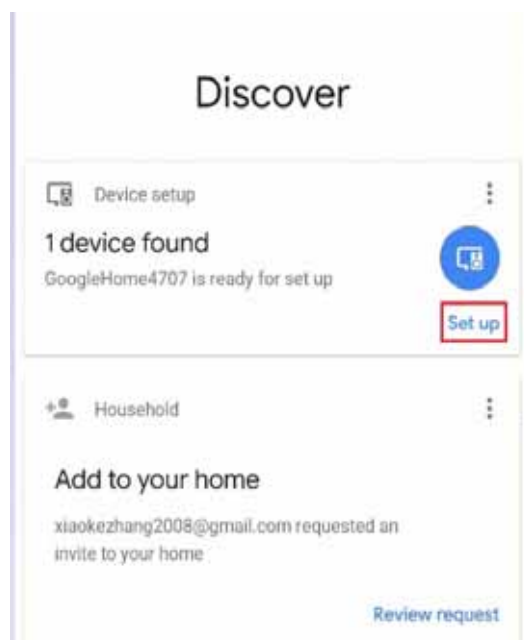 Discover
Device setup
1 device found
GoogleHome4707 is ready for set up
Set up
Household
Add to your home
xiaokezhang2008@gmail.com requested an
invite to your home
Review request